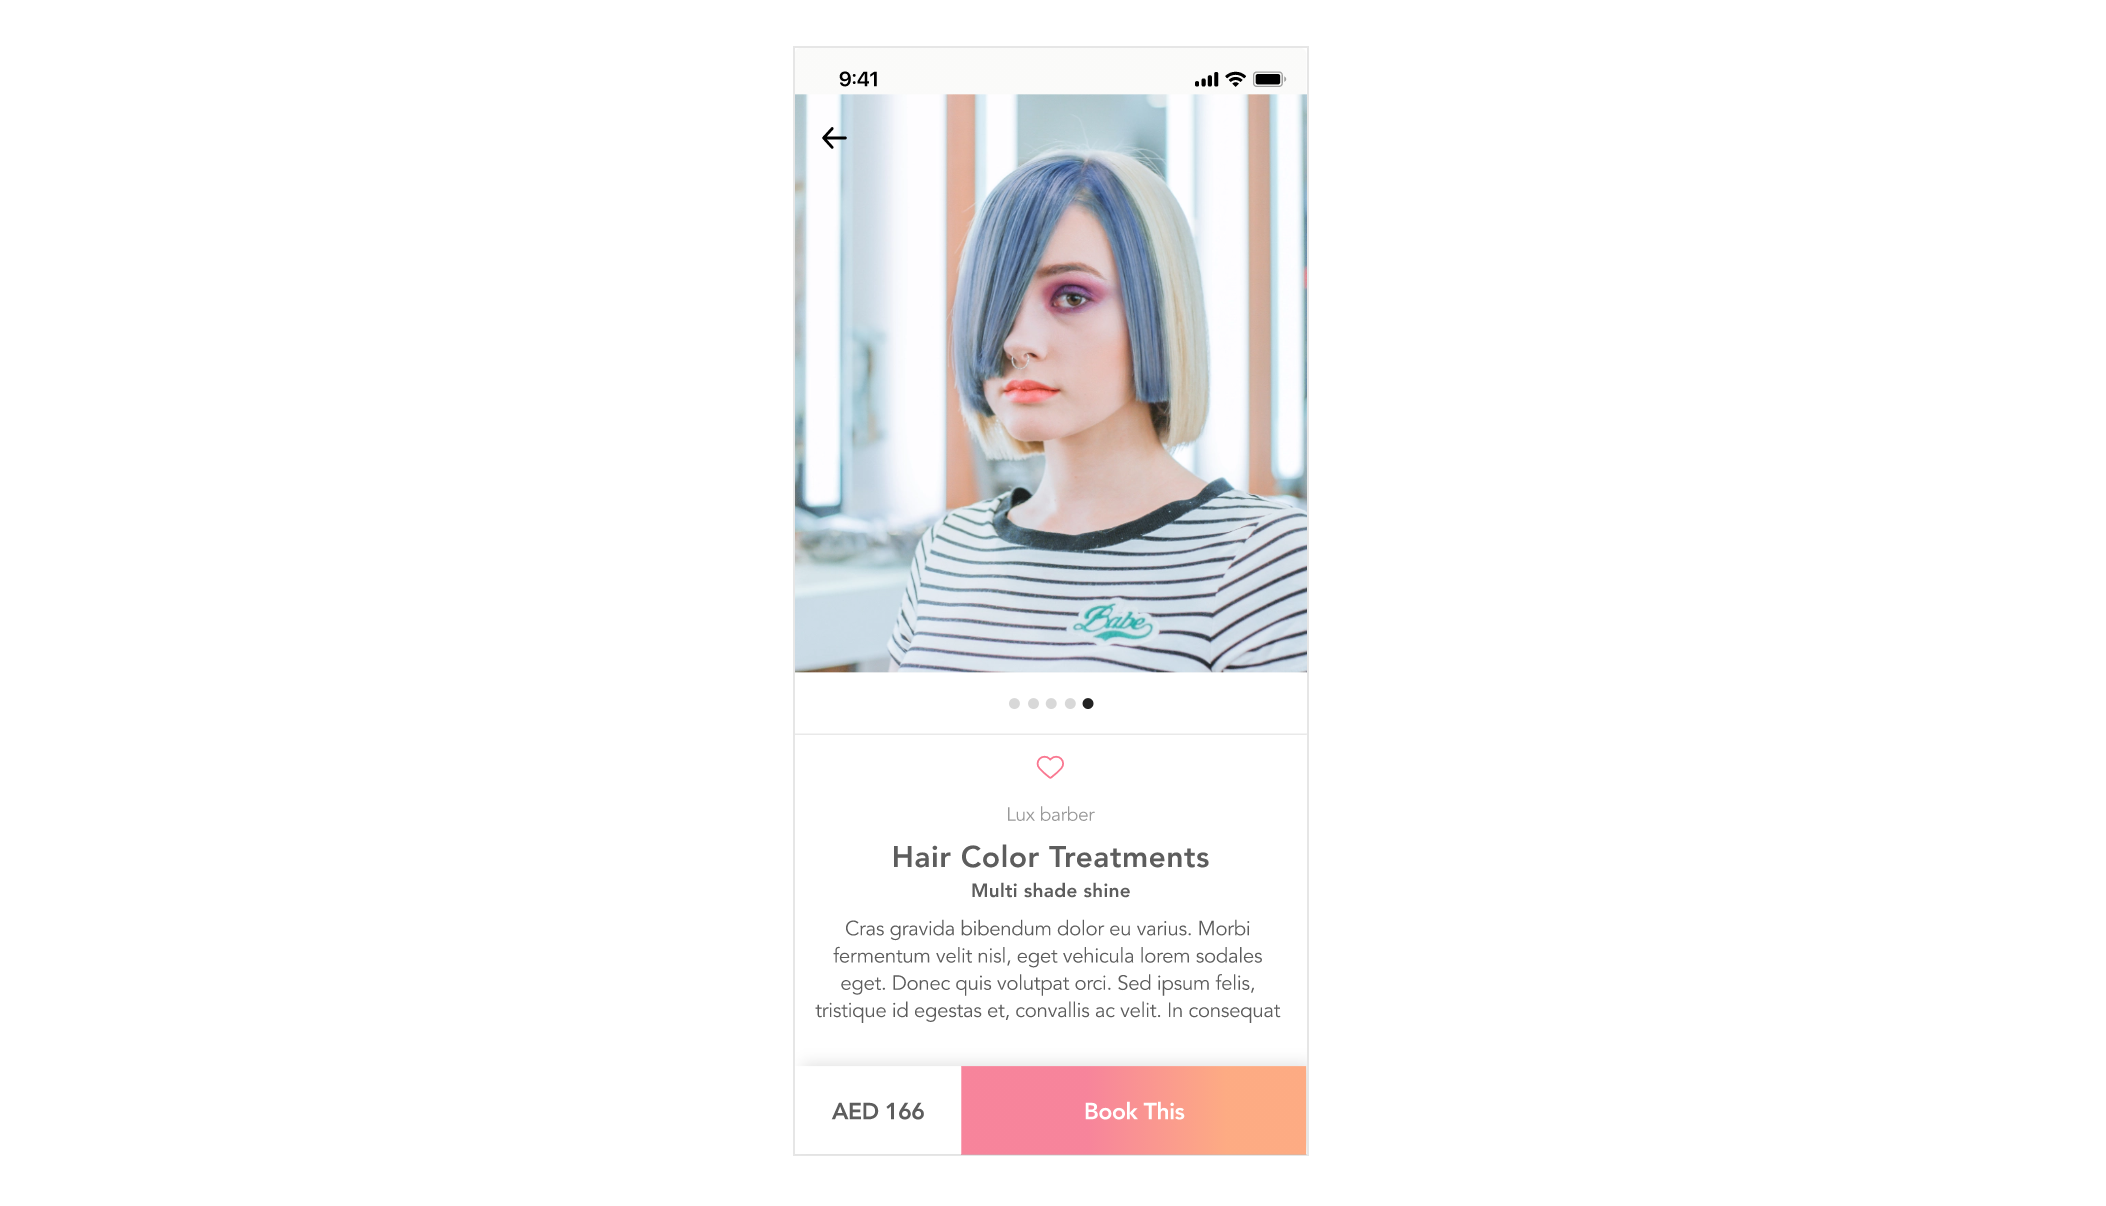 9:41
Babe
Lux barber
Hair Color Treatments
Multi shade shine
Cras gravida bibendum dolor eu varius. Morbi
fermentum velit nisl, eget vehicula lorem sodales
eget. Donec quis volutpat orci. Sed ipsum felis,
tristique id egestas et, convallis ac velit. In consequat
AED 166
Book This